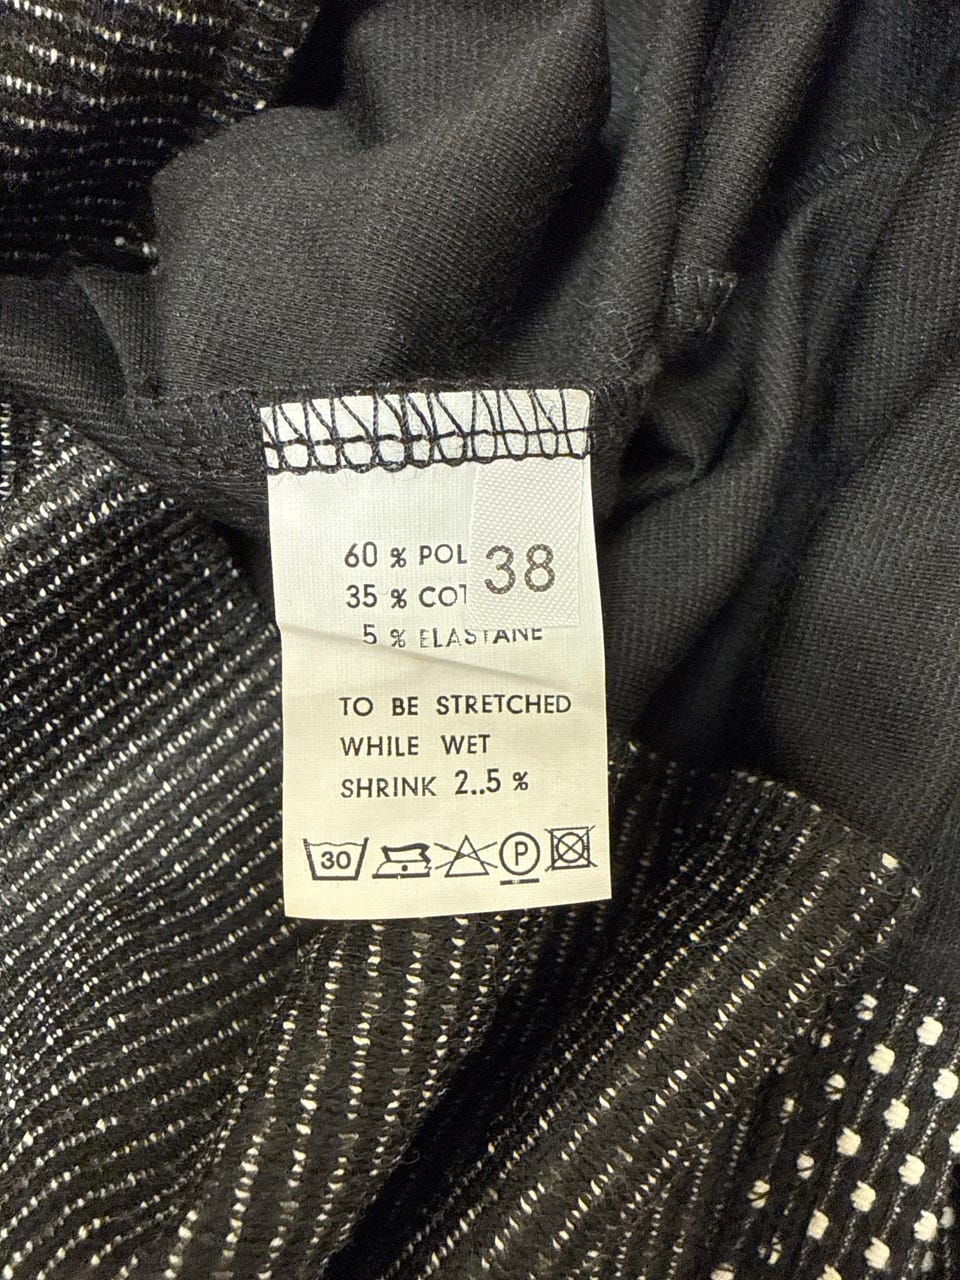 60 % POL
38
35 % COT
5 % ELASTANE
TO BE STRETCHED
WHILE WET
SHRINK 2..5 %
30 P